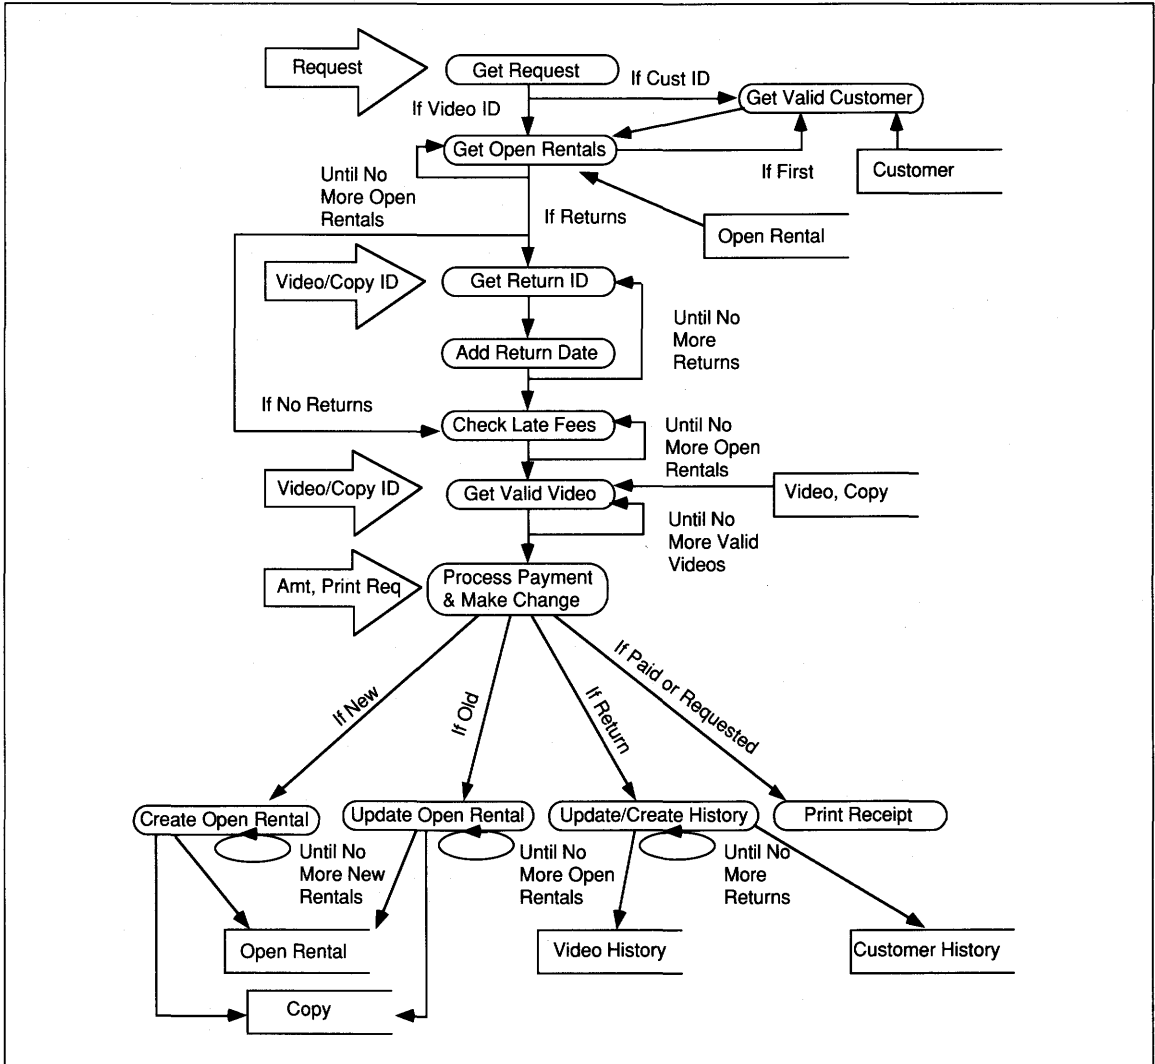 Request
Get Request
If Cust ID
Get Valid Customer
If Video ID
Get Open Rentals
Until No
More Open
Rentals
If First
Customer
If Returns
Open Rental
Video/Copy ID
Get Return ID
Until No
More
Returns
Add Return Date
If No Returns
Check Late Fees
Until No
More Open
Rentals
Video/Copy ID
Get Valid Video
Video, Copy
Until No
More Valid
Videos
Amt, Print Req
Process Payment
& Make Change
If New
If Old
If Return
If Paid or Requested
Create Open Rental
Update Open Rental
Update/Create History
Print Receipt
Until No
More New
Rentals
Until No
More Open
Rentals
Until No
More
Returns
Open Rental
Video History
Customer History
Copy